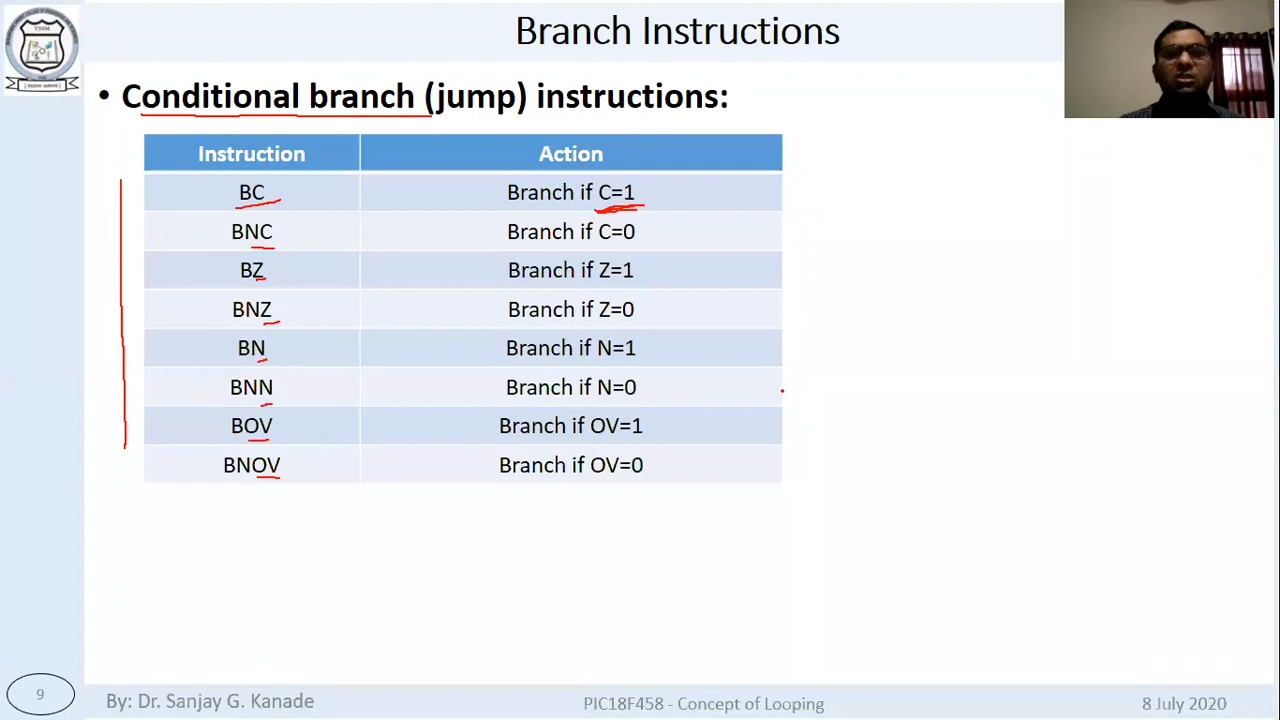 Branch Instructions
• Conditional branch (jump) instructions:
Instruction Action
BC Branch if C=1
BNC Branch if C=0
BZ Branch if Z=1
BNZ Branch if Z=0
BN Branch if N=1
BNN Branch if N=0
BOV Branch if OV=1
BNOV Branch if OV=0
9 By: Dr. Sanjay G. Kanade PIC18F458 - Concept of Looping 8 July 2020